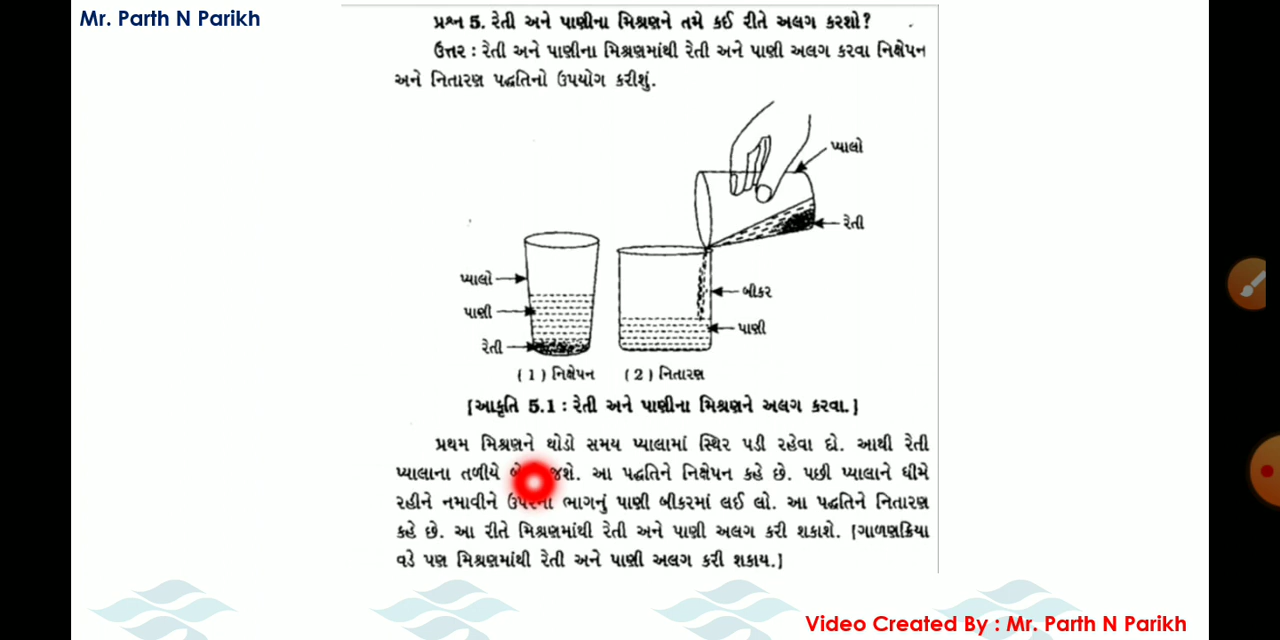 Mr. Parth N Parikh
પ્રશ્ન 5. રેતી અને પાણીના મિશ્રણને તમે કઈ રીતે અલગ કરશો?
ઉત્તર : રેતી અને પાણીના મિશ્રણમાંથી રેતી અને પાણી અલગ કરવા નિક્ષેપન
અને નિતારણ પદ્ધતિનો ઉપયોગ કરીશું.
પ્યાલો
રેતી
પ્યાલો
પાણી
રેતી
બીકર
પાણી
( 1 ) નિક્ષેપન ( 2 ) નિતારણ
[આકૃતિ 5.1 : રેતી અને પાણીના મિશ્રણને અલગ કરવા.]
પ્રથમ મિશ્રણને થોડો સમય પ્યાલામાં સ્થિર પડી રહેવા દો. આથી રેતી
પ્યાલાના તળીયે જશે. આ પદ્ધતિને નિક્ષેપન કહે છે. પછી પ્યાલાને ધીમે
રહીને નમાવીને ઉપરના ભાગનું પાણી બીકરમાં લઈ લો. આ પદ્ધતિને નિતારણ
કહે છે. આ રીતે મિશ્રણમાંથી રેતી અને પાણી અલગ કરી શકાશે. [ગાળણક્રિયા
વડે પણ મિશ્રણમાંથી રેતી અને પાણી અલગ કરી શકાય.]
Video Created By : Mr. Parth N Parikh